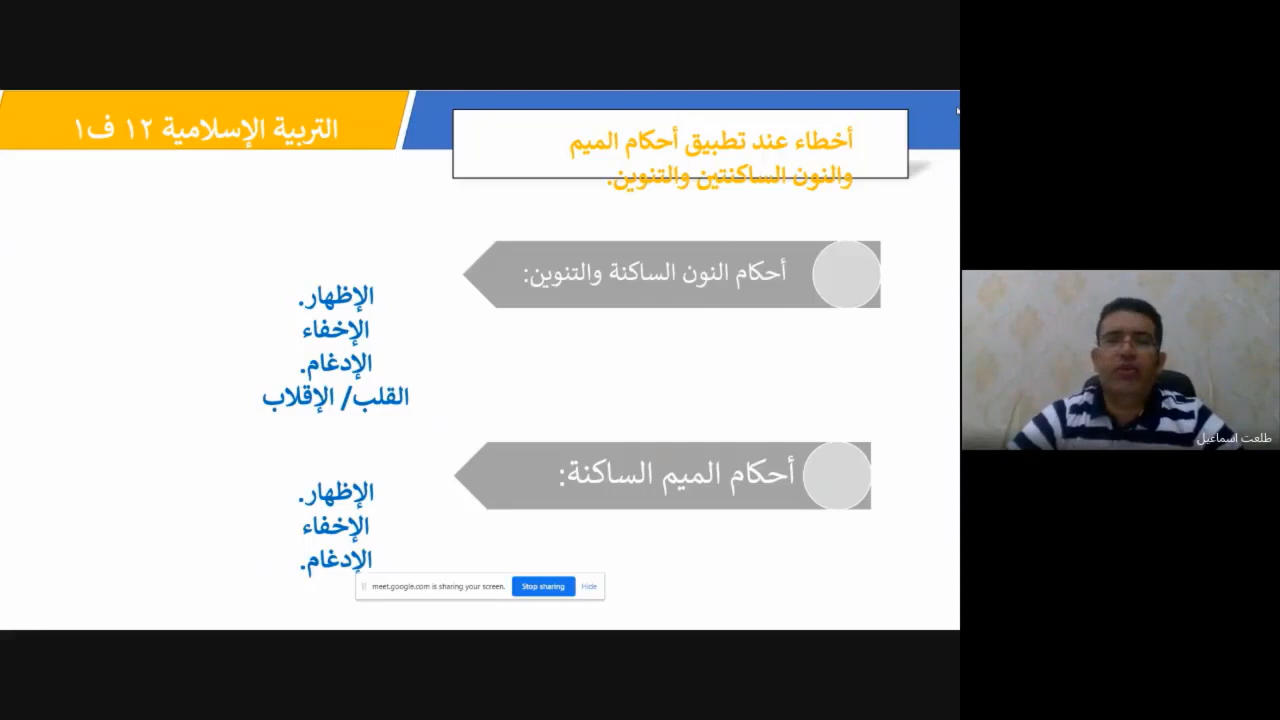 التربية الإسلامية ١٢ ف١
أخطاء عند تطبيق أحكام الميم
والنون الساكنتين والتنوين.
أحكام النون الساكنة والتنوين:
الإظهار.
الإخفاء
الإدغام.
القلب/ الإقلاب
أحكام الميم الساكنة:
الإظهار.
الإخفاء
الإدغام.
meet.google.com is sharing your screen. Stop sharing Hide
طلعت اسماعيل